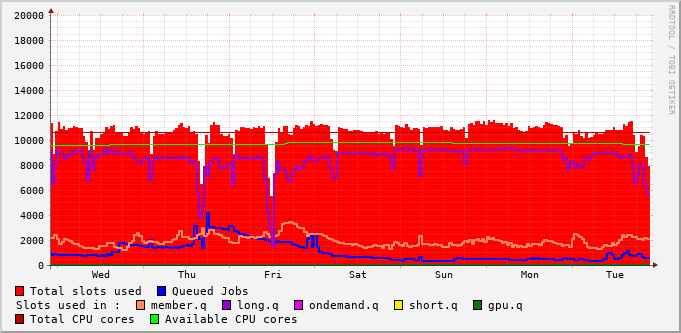 RRDTOOL / TOBI OETIKER
20000
18000
16000
14000
12000
10000
8000
6000
4000
2000
0
Wed Thu Fri Sat Sun Mon Tue
Total slots used Queued Jobs
Slots used in : member.q long.q ondemand.q short.q gpu.q
Total CPU cores Available CPU cores